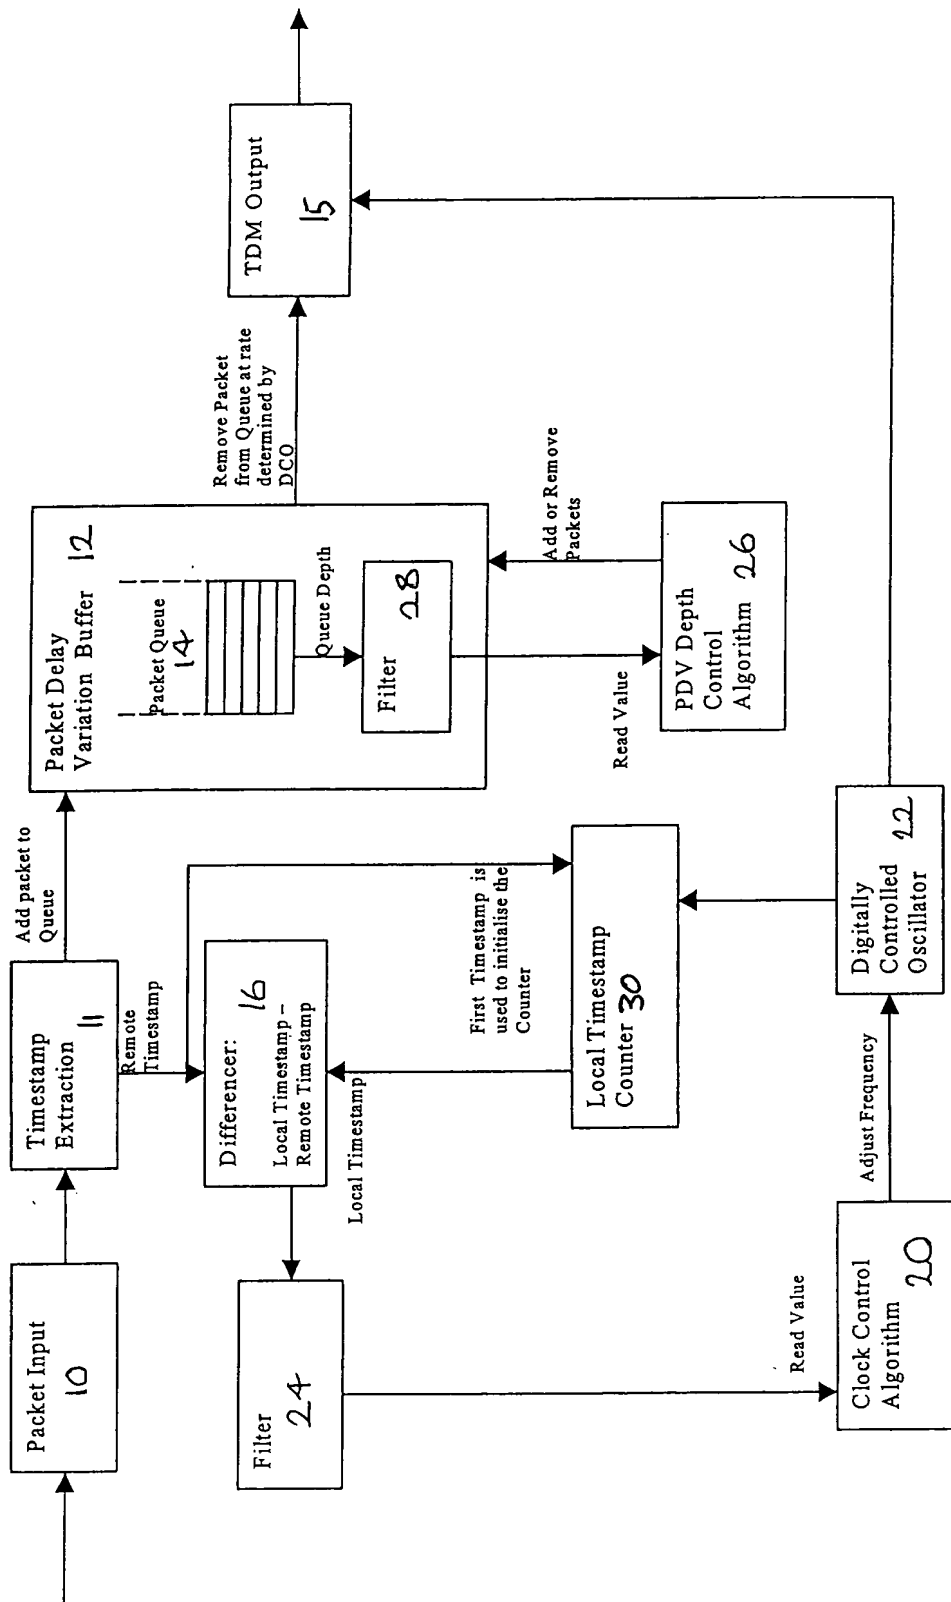 Packet Input
10
Timestamp
Extraction 11
Add packet to
Queue
Remote
Timestamp
Packet Delay
Variation Buffer 12
Packet Queue
14
Queue Depth
Filter
28
Remove Packet
from Queue at rate
determined by
DCO
TDM Output
15
Differencer: 16
Local Timestamp –
Remote Timestamp
Filter
24
Local Timestamp
First Timestamp is
used to initialise the
Counter
Local Timestamp
Counter 30
Read Value
Add or Remove
Packets
PDV Depth
Control
Algorithm 26
Read Value
Clock Control
Algorithm
20
Adjust Frequency
Digitally
Controlled
Oscillator 22